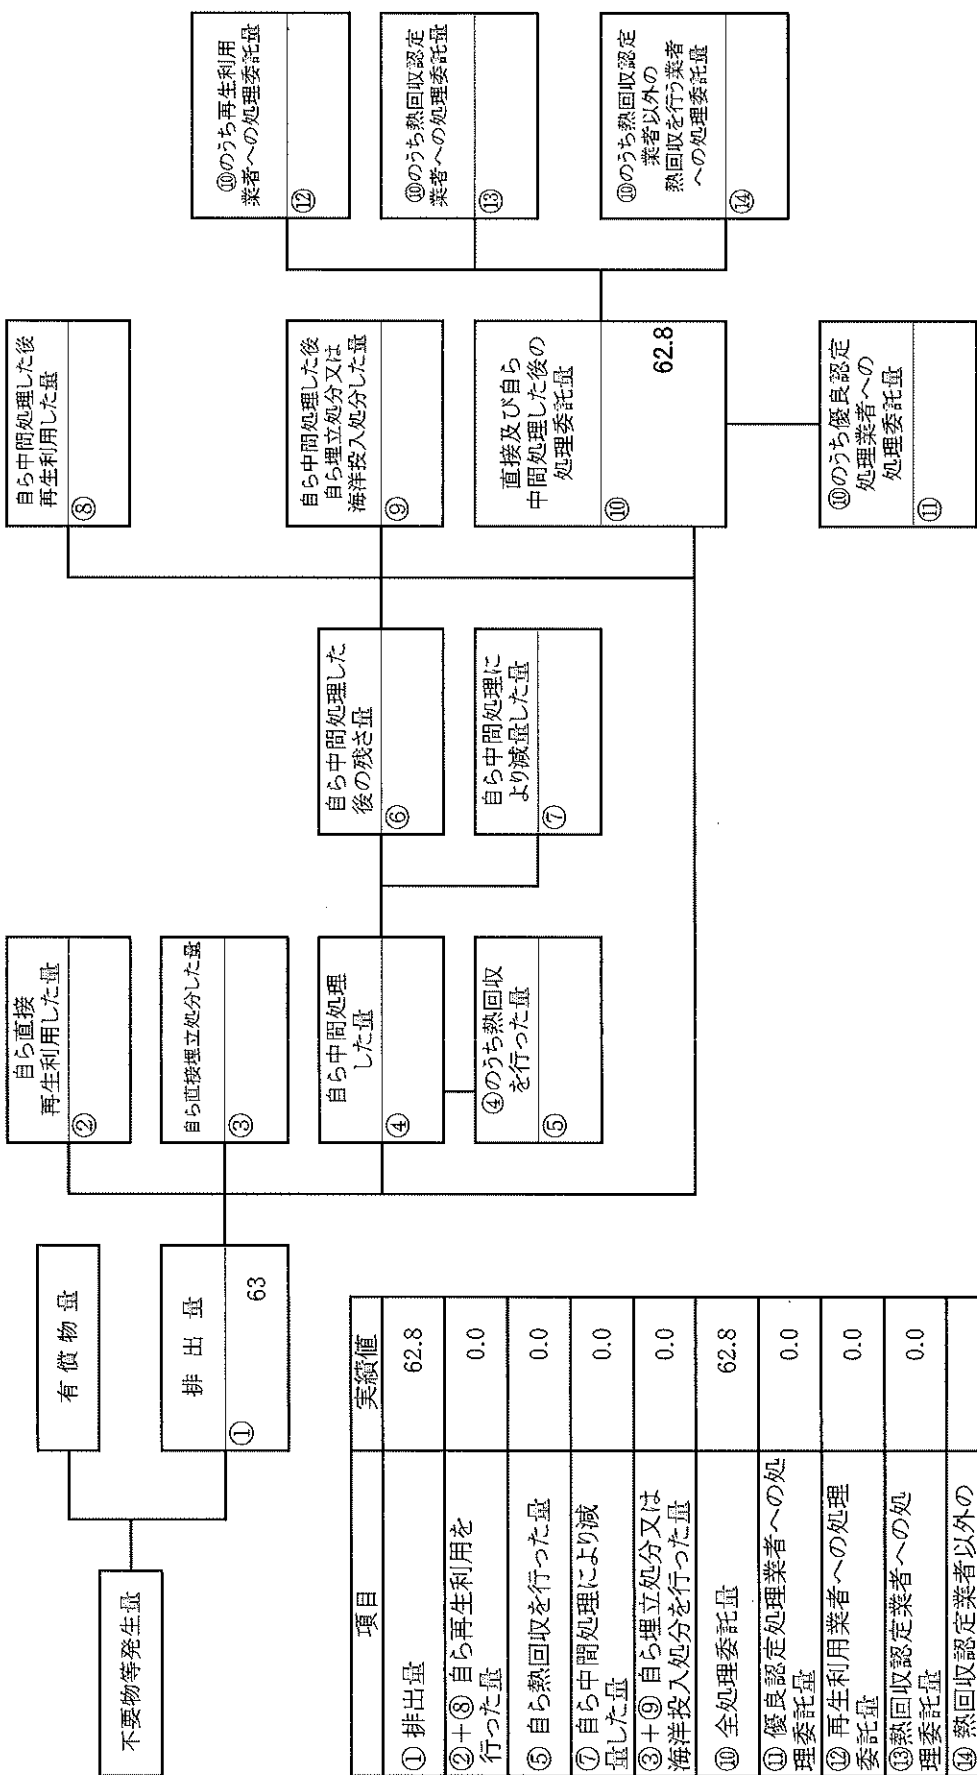 不要物等発生量
有償物量
排出量
①
63
自ら直接
再生利用した量
②
自ら直接埋立処分した量
③
自ら中間処理
した量
④
④のうち熱回収
を行った量
⑤
自ら中間処理した
後の残さ量
⑥
自ら中間処理に
より減量した量
⑦
自ら中間処理した後
再生利用した量
⑧
自ら中間処理した後
自ら埋立処分又は
海洋投入処分した量
⑨
直接及び自ら
中間処理した後の
処理委託量
⑩
62.8
⑩のうち優良認定
処理業者への
処理委託量
⑪
⑩のうち再生利用
業者への処理委託量
⑫
⑩のうち熱回収認定
業者への処理委託量
⑬
⑩のうち熱回収認定
業者以外の
熱回収を行う業者
への処理委託量
⑭
項目 実績値
①排出量 62.8
②+⑧ 自ら再生利用を
行った量 0.0
⑤ 自ら熱回収を行った量 0.0
⑦ 自ら中間処理により減
量した量 0.0
③+⑨ 自ら埋立処分又は
海洋投入処分を行った量 0.0
⑩ 全処理委託量 62.8
⑪ 優良認定処理業者への処
理委託量 0.0
⑫ 再生利用業者への処理
委託量 0.0
⑬熱回収認定業者への処
理委託量 0.0
⑭ 熱回収認定業者以外の